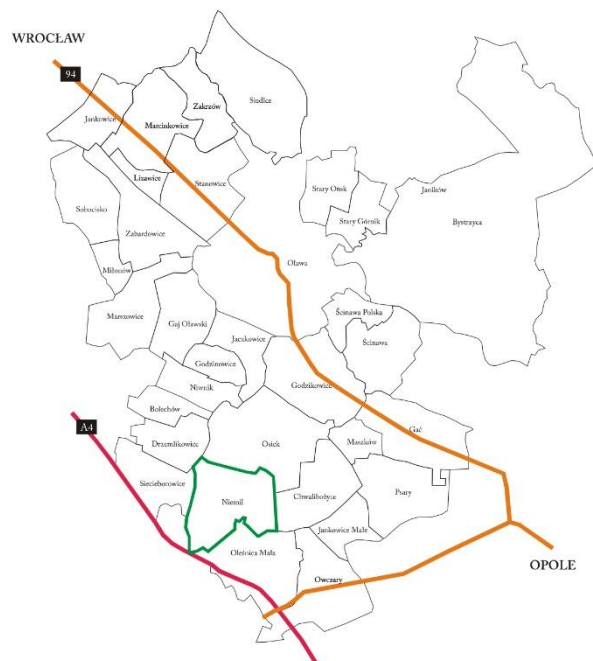 WROCŁAW
94
Siedlce
Zakrzów
Jankowice
Marcinkowice
Lizawice
Stanowice
Stary Otok
Janików
Sobocisko
Stary Górnik
Bystrzyca
Zabardowice
Oława
Miłonów
Ścinawa Polska
Marszowice
Gaj Oławski
Jaczkowice
Ścinawa
Godzinowice
Godzikowice
Niwnik
Bolechów
A4
Gać
Drzemlikowice
Osiek
Maszków
Siecieborowice
Niemil
Chwalibożyce
Psary
Jankowice Małe
Oleśnica Mała
OPOLE
Owczary